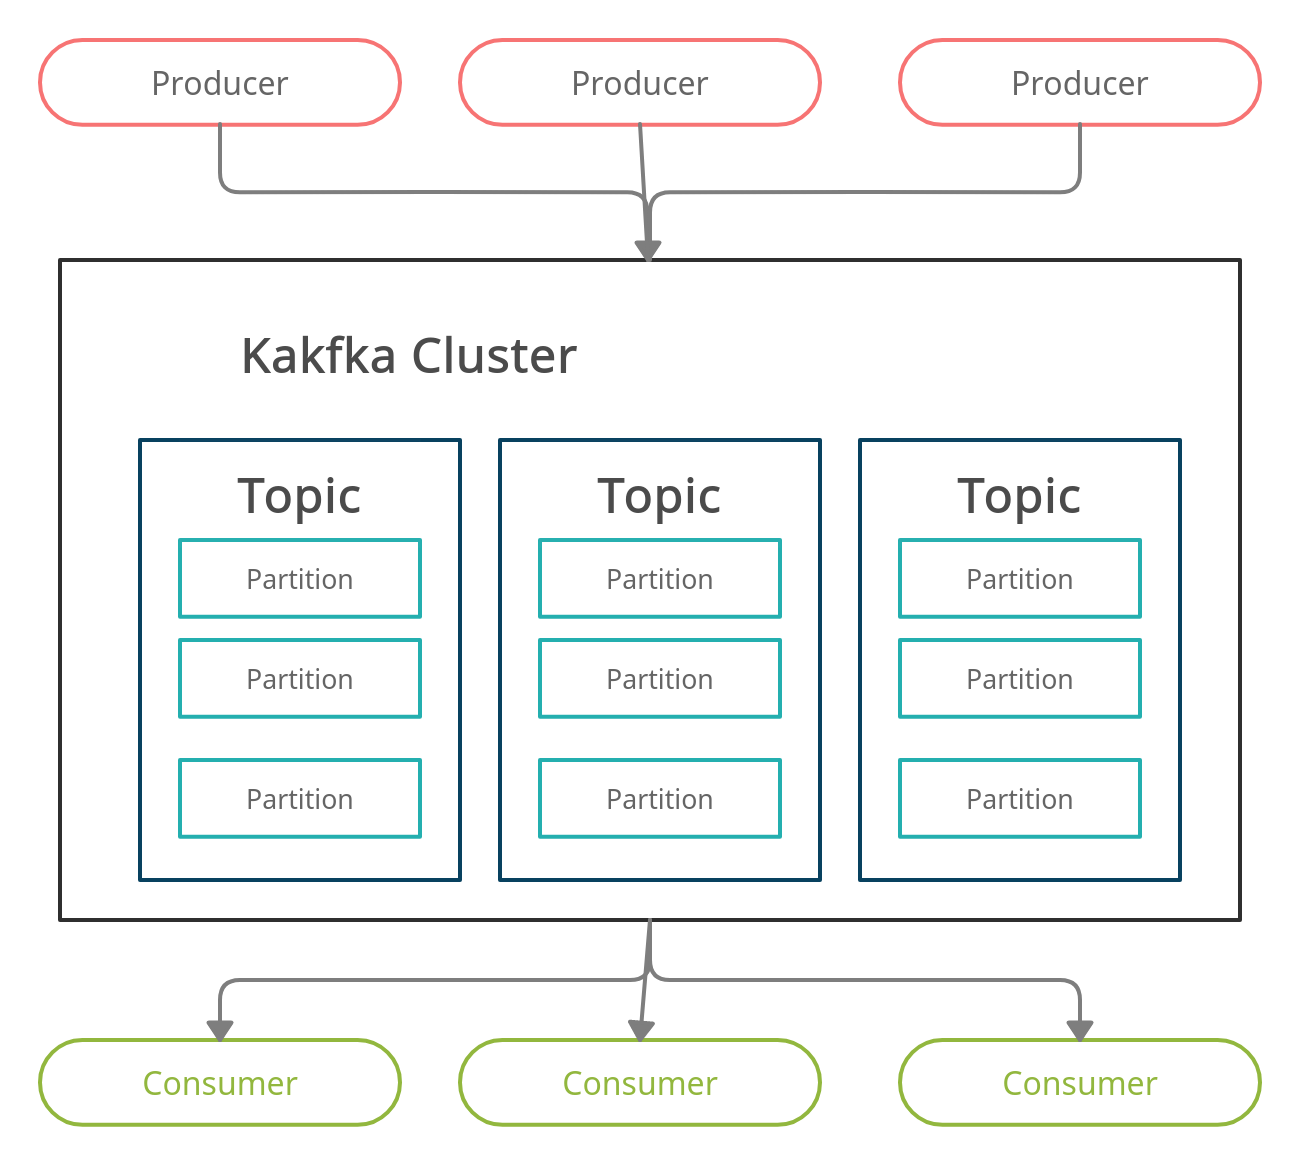 Producer
Producer
Producer
Kakfka Cluster
Topic
Topic
Topic
Partition
Partition
Partition
Partition
Partition
Partition
Partition
Partition
Partition
Consumer
Consumer
Consumer